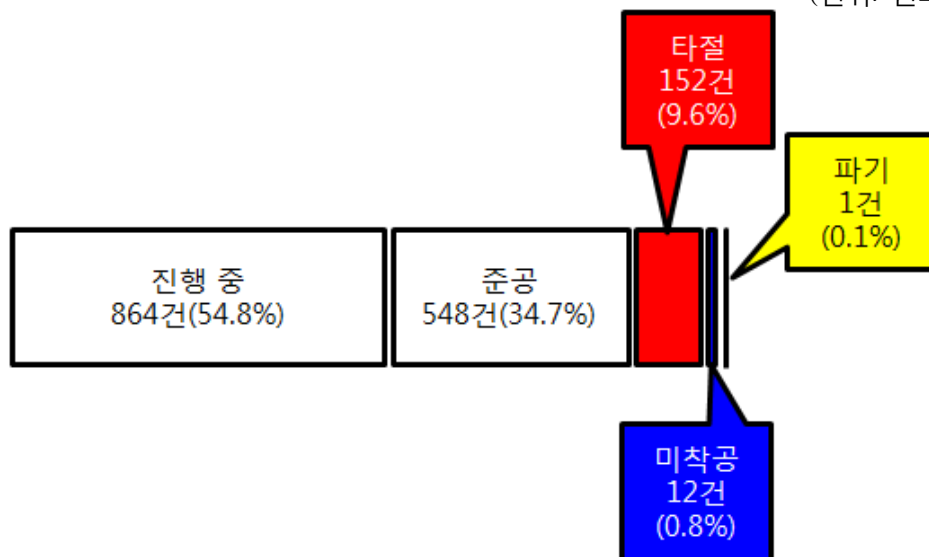 타절
152건
(9.6%)
파기
1건
(0.1%)
진행 중
864건(54.8%)
준공
548건(34.7%)
미착공
12건
(0.8%)